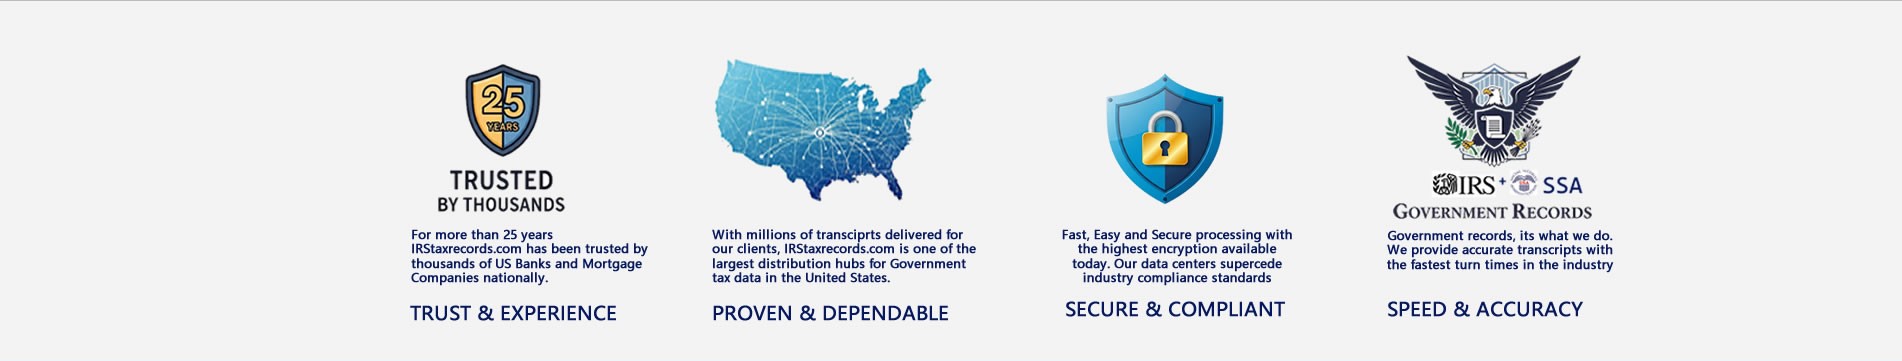 25
YEARS
TRUSTED
BY THOUSANDS
For more than 25 years
IRStaxrecords.com has been trusted by
thousands of US Banks and Mortgage
Companies nationally.
TRUST & EXPERIENCE
With millions of transciprts delivered for
our clients, IRStaxrecords.com is one of the
largest distribution hubs for Government
tax data in the United States.
PROVEN & DEPENDABLE
Fast, Easy and Secure processing with
the highest encryption available
today. Our data centers supercede
industry compliance standards
SECURE & COMPLIANT
IRS + SSA
GOVERNMENT RECORDS
Government records, its what we do.
We provide accurate transcripts with
the fastest turn times in the industry
SPEED & ACCURACY